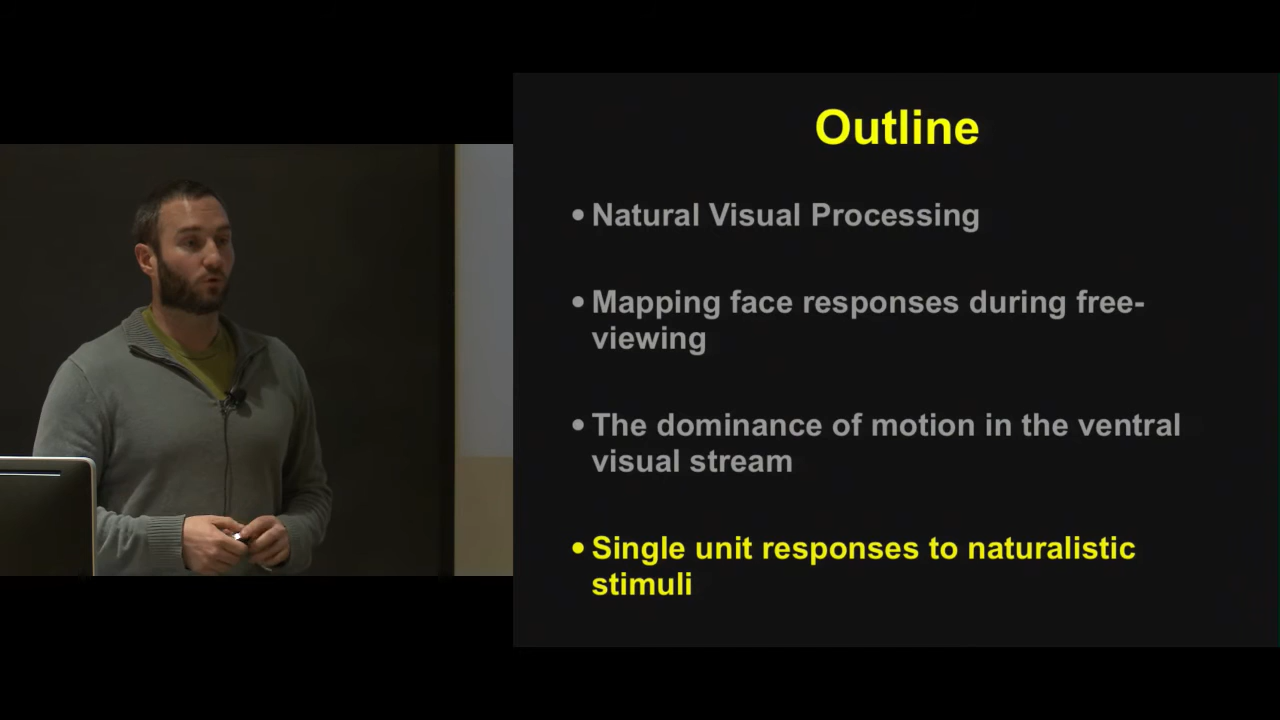 Outline
• Natural Visual Processing
• Mapping face responses during free-
viewing
• The dominance of motion in the ventral
visual stream
• Single unit responses to naturalistic
stimuli